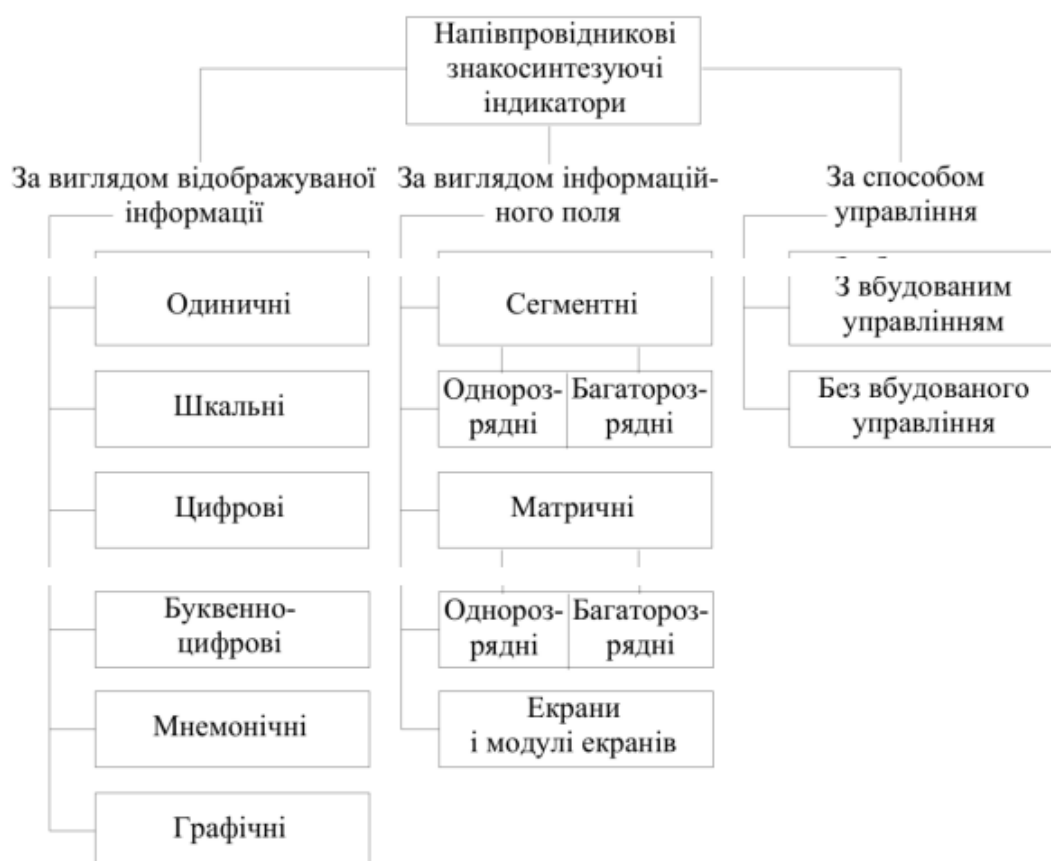 Напівпровідникові
знакосинтезуючі
індикатори
За виглядом відображуваної
інформації
Одиничні
Шкальні
Цифрові
Буквенно-
цифрові
Мнемонічні
Графічні
За виглядом інформацій-
ного поля
Сегментні
Однороз-
рядні
Багатороз-
рядні
Матричні
Однороз-
рядні
Багатороз-
рядні
Екрани
і модулі екранів
За способом
управління
З вбудованим
управлінням
Без вбудованого
управління